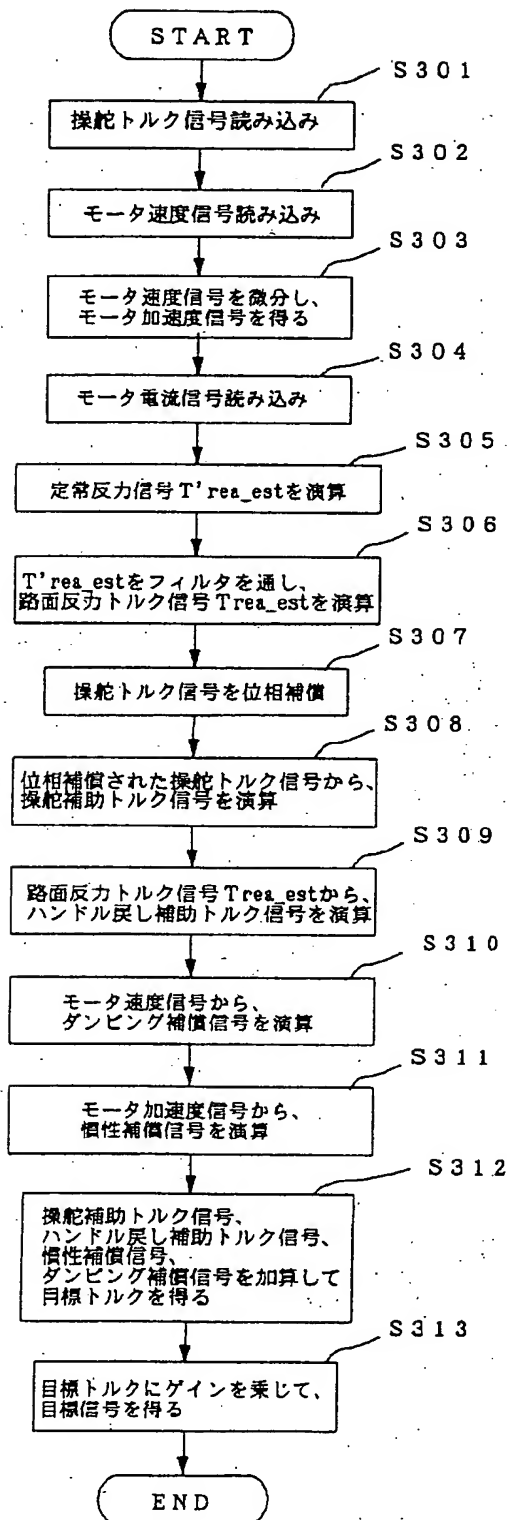 START
S301
操舵トルク信号読み込み
S302
モータ速度信号読み込み
S303
モータ速度信号を微分し、
モータ加速度信号を得る
S304
モータ電流信号読み込み
S305
定常反力信号T'rea_estを演算
S306
T'rea_estをフィルタを通し、
路面反力トルク信号Trea_estを演算
S307
操舵トルク信号を位相補償
S308
位相補償された操舵トルク信号から、
操舵補助トルク信号を演算
S309
路面反力トルク信号Trea_estから、
ハンドル戻し補助トルク信号を演算
S310
モータ速度信号から、
ダンピング補償信号を演算
S311
モータ加速度信号から、
慣性補償信号を演算
S312
操舵補助トルク信号、
ハンドル戻し補助トルク信号、
慣性補償信号、
ダンピング補償信号を加算して
目標トルクを得る
S313
目標トルクにゲインを乗じて、
目標信号を得る
END